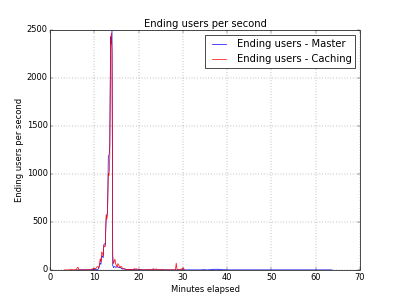 Ending users per second
2500
2000
1500
1000
500
0
Ending users per second
Ending users - Master
Ending users - Caching
0 10 20 30 40 50 60 70
Minutes elapsed